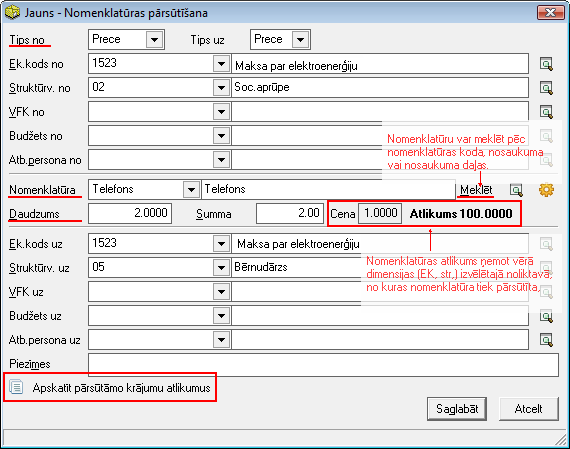 Jauns - Nomenklatūras pārsūtīšana
Tips no Prece Tips uz Prece
Ek.kods no 1523 Maksa par elektroenerģiju
Struktūrv. no 02 Soc.aprūpe
VFK no
Budžets no
Atb.persona no
Nomenklatūru var meklēt pēc
nomenklatūras koda, nosaukuma
vai nosaukuma daļas.
Nomenklatūra Telefons Telefons Meklēt
Daudzums 2.0000 Summa 2.00 Cena 1.0000 Atlikums 100.0000
Ek.kods uz 1523 Maksa par elektroenerģiju
Struktūrv. uz 05 Bērnudārzs
Nomenklatūras atlikums ņemot vērā
dimensijas (EK, str,) izvēlētajā noliktavā,
no kuras nomenklatūra tiek pārsūtīta,
VFK uz
Budžets uz
Atb.persona uz
Piezīmes
Apskatīt pārsūtāmo krājumu atlikumus
Saglabāt Atcelt